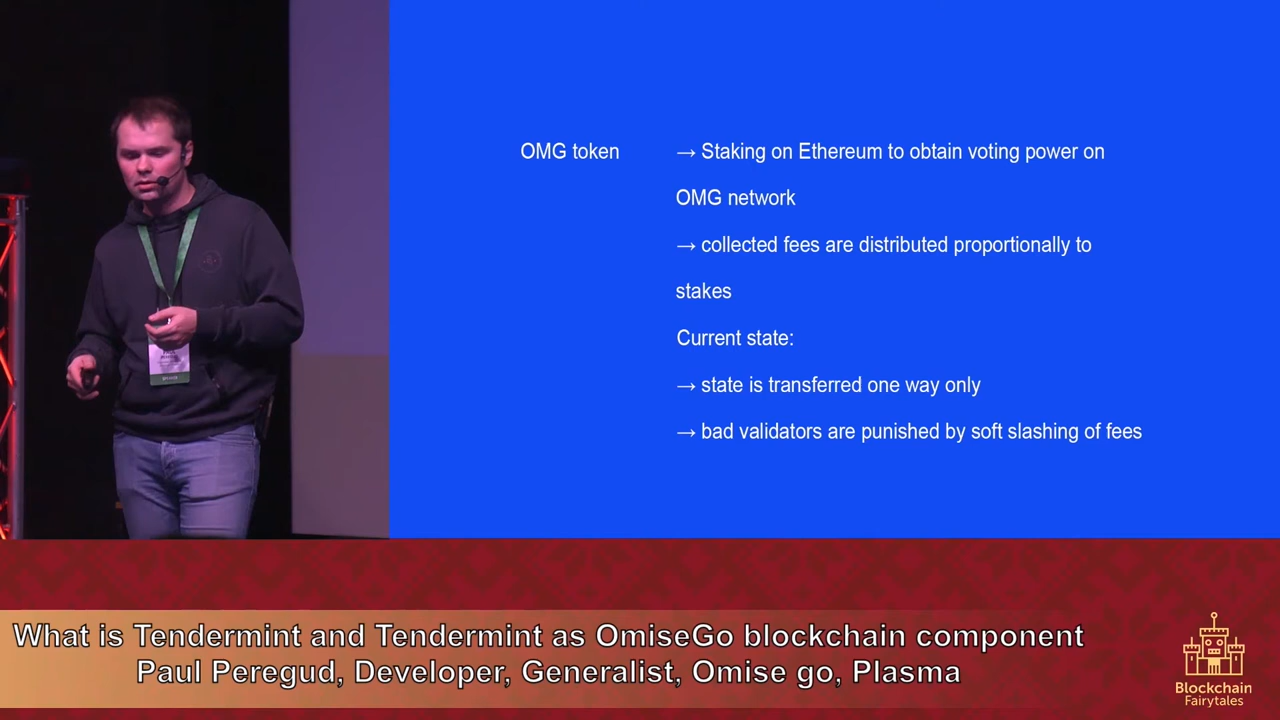 OMG token
→ Staking on Ethereum to obtain voting power on
OMG network
→ collected fees are distributed proportionally to
stakes
Current state:
→ state is transferred one way only
→ bad validators are punished by soft slashing of fees
What is Tendermint and Tendermint as OmiseGo blockchain component
Paul Peregud, Developer, Generalist, Omise go, Plasma
Blockchain
Fairytales